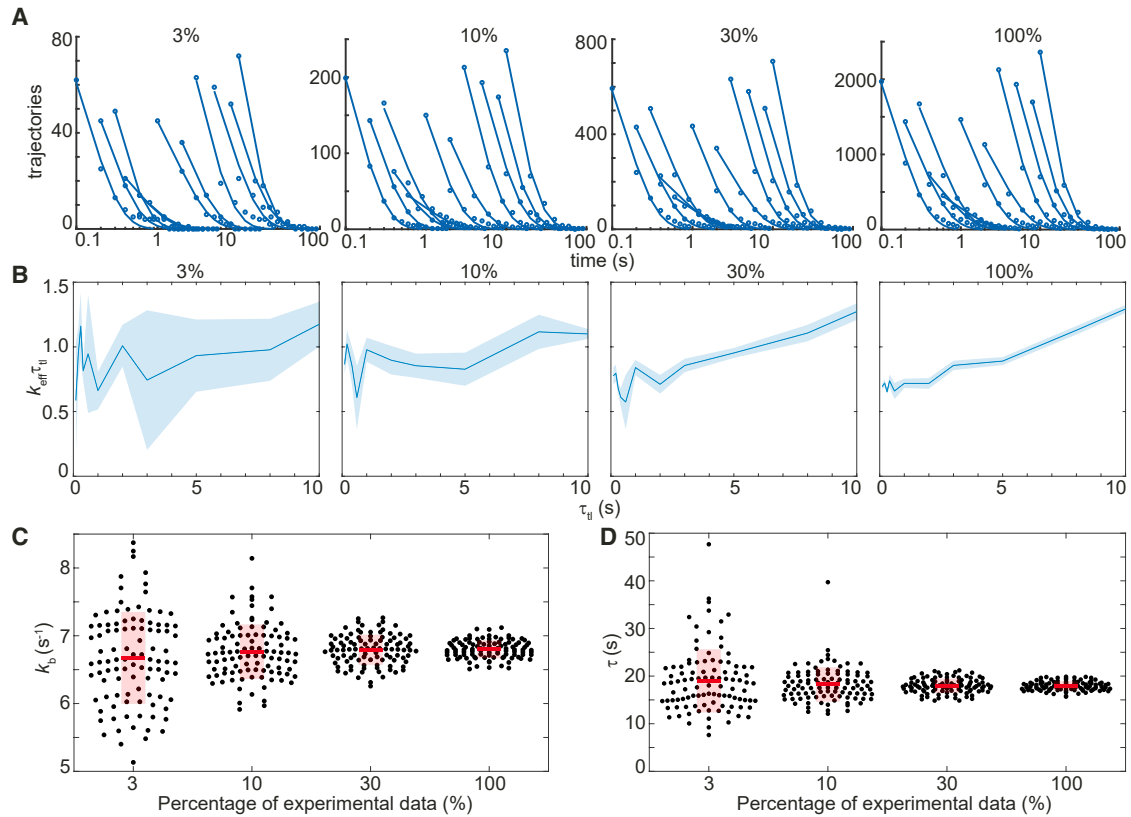 A
3% 10% 30% 100%
trajectories
80 40 0
200 100 0
800 400 0
2000 1000 0
0.1 1 10 100 0.1 1 10 100 0.1 1 10 100 0.1 1 10 100
time (s)
B
3% 10% 30% 100%
k_eff τ_tl
1.5 1.0 0.5 0
0 5 10 0 5 10 0 5 10 0 5 10
τ_tl (s)
C
k_b (s⁻¹)
8 7 6 5
3 10 30 100
Percentage of experimental data (%)
D
τ (s)
50 40 30 20 10 0
3 10 30 100
Percentage of experimental data (%)